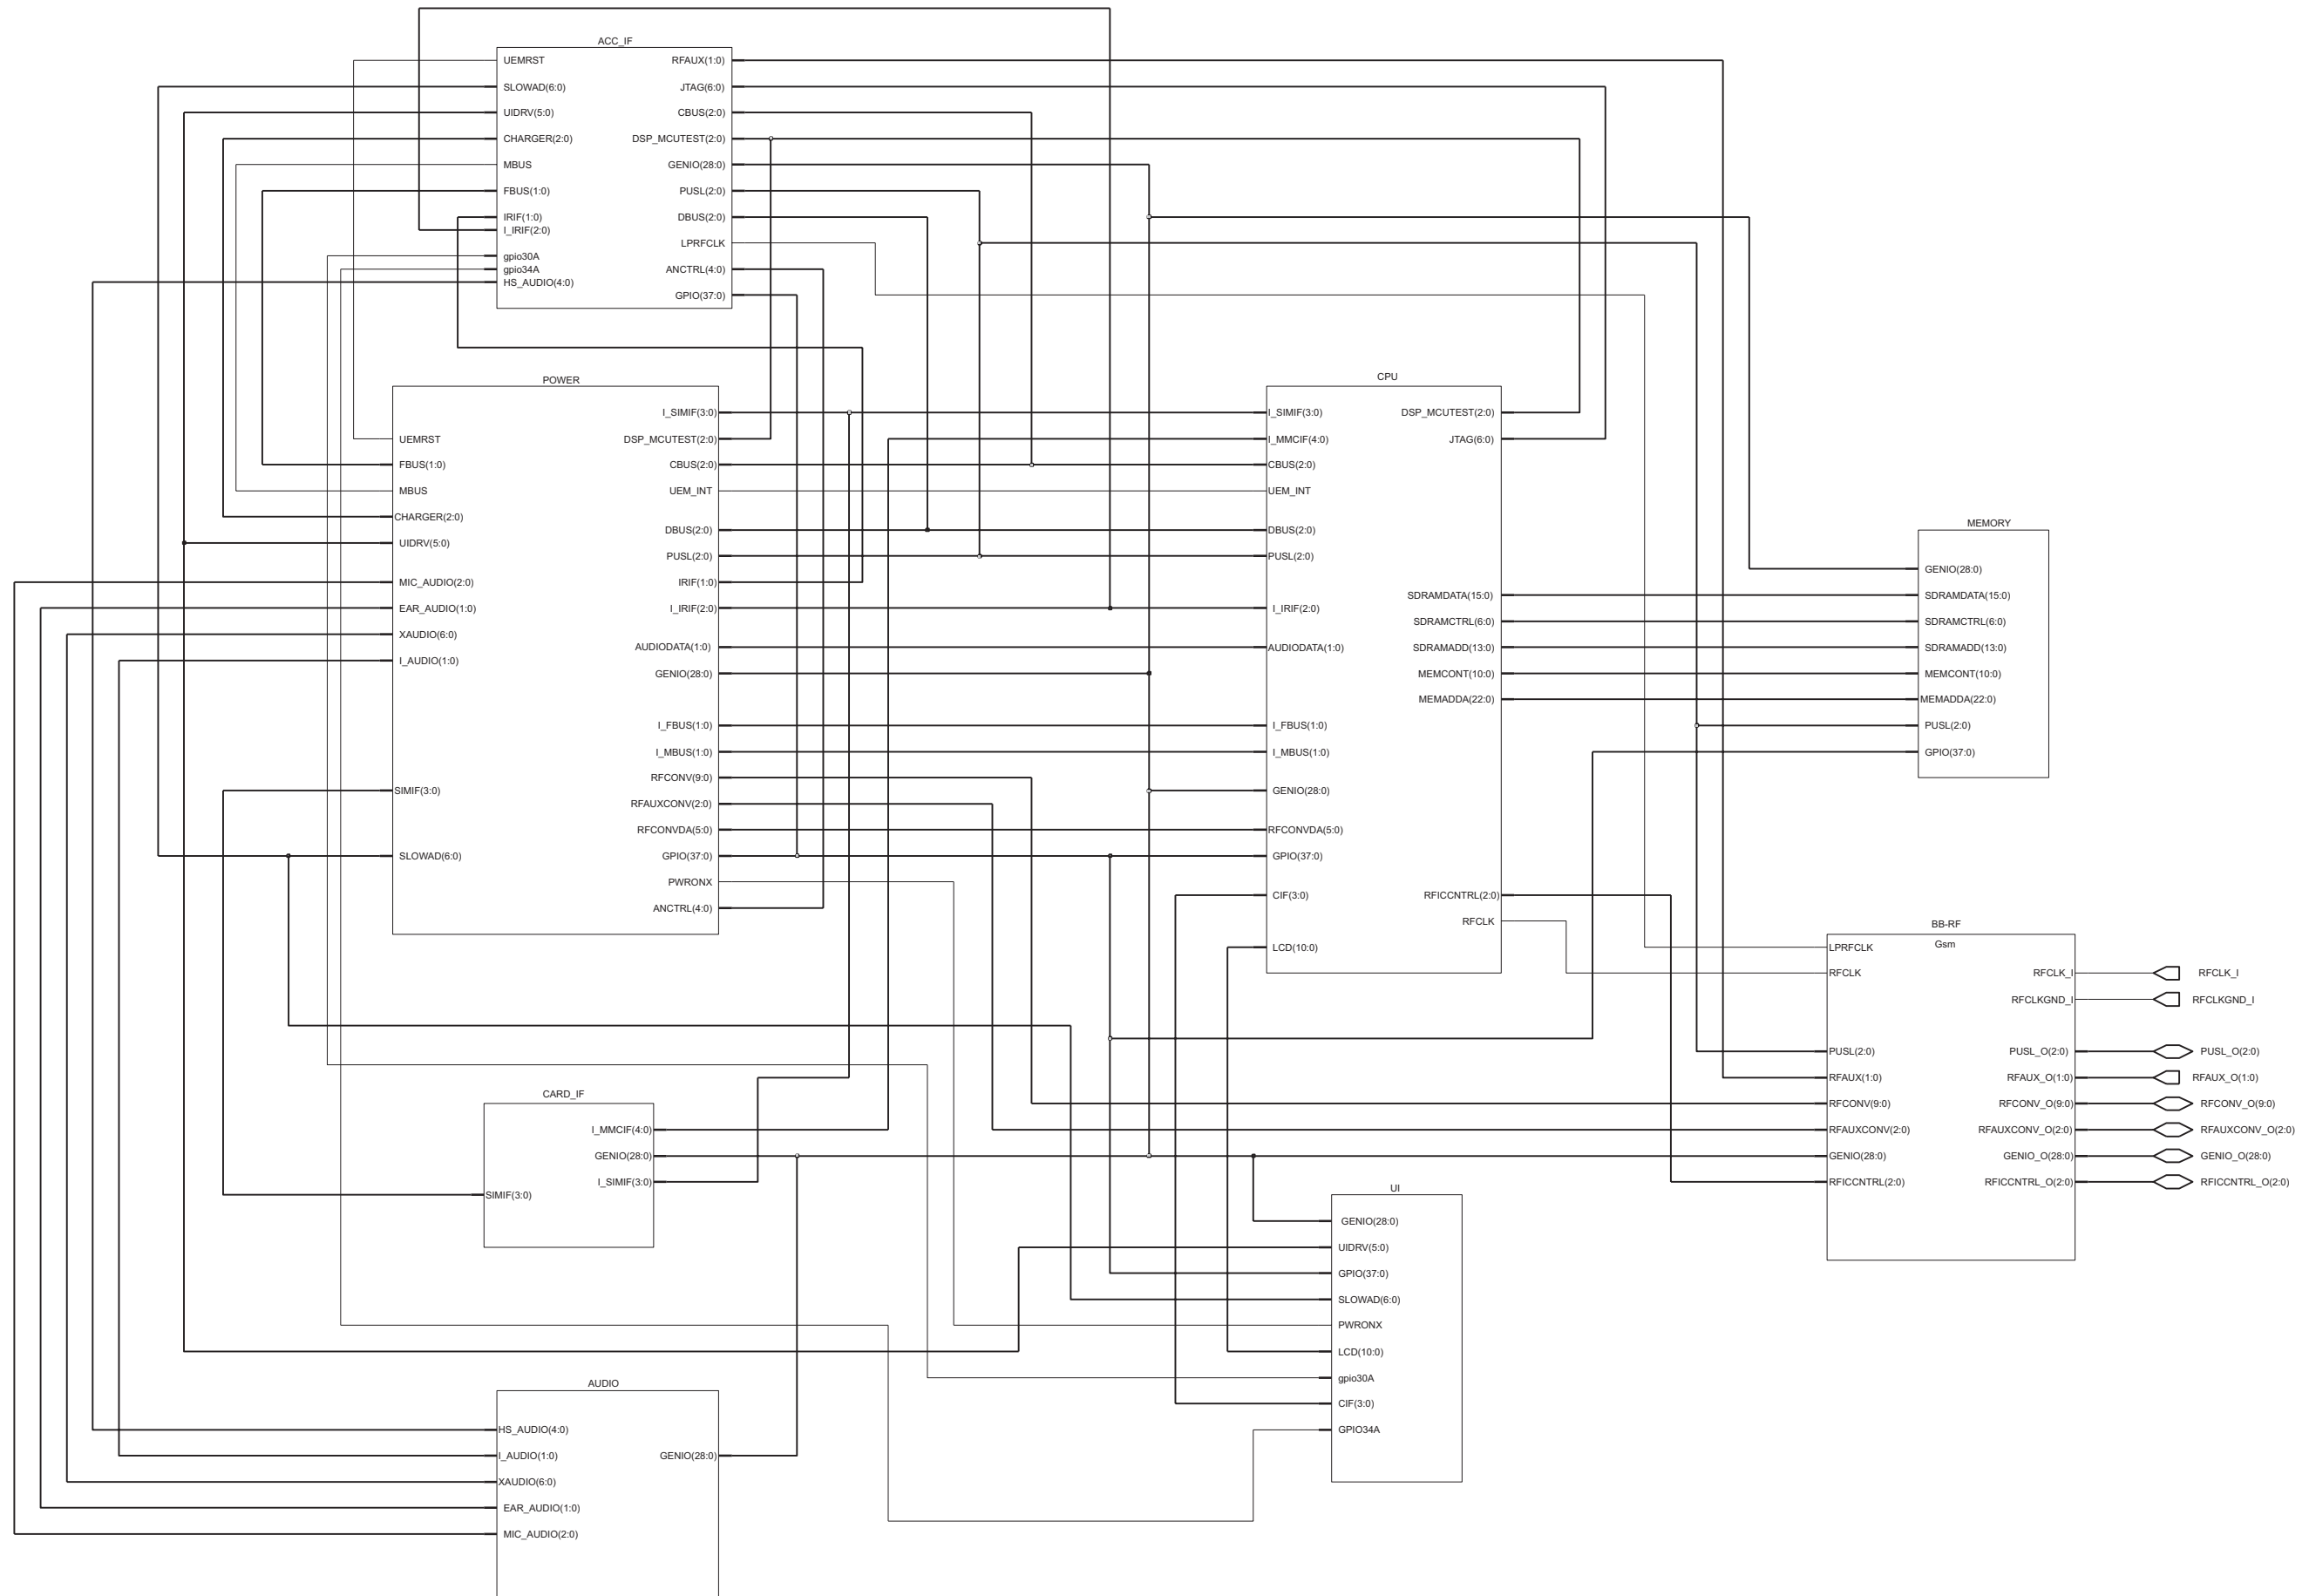 ACC_IF
UEMRST
SLOWAD(6:0)
UIDRV(5:0)
CHARGER(2:0)
MBUS
FBUS(1:0)
IRIF(1:0)
I_IRIF(2:0)
gpio30A
gpio34A
HS_AUDIO(4:0)
RFAUX(1:0)
JTAG(6:0)
CBUS(2:0)
DSP_MCUTEST(2:0)
GENIO(28:0)
PUSL(2:0)
DBUS(2:0)
LPRFCLK
ANCTRL(4:0)
GPIO(37:0)
POWER
UEMRST
FBUS(1:0)
MBUS
CHARGER(2:0)
UIDRV(5:0)
MIC_AUDIO(2:0)
EAR_AUDIO(1:0)
XAUDIO(6:0)
I_AUDIO(1:0)
SIMIF(3:0)
SLOWAD(6:0)
I_SIMIF(3:0)
DSP_MCUTEST(2:0)
CBUS(2:0)
UEM_INT
DBUS(2:0)
PUSL(2:0)
IRIF(1:0)
I_IRIF(2:0)
AUDIODATA(1:0)
GENIO(28:0)
I_FBUS(1:0)
I_MBUS(1:0)
RFCONV(9:0)
RFAUXCONV(2:0)
RFCONVDA(5:0)
GPIO(37:0)
PWRONX
ANCTRL(4:0)
CPU
I_SIMIF(3:0)
I_MMCIF(4:0)
CBUS(2:0)
UEM_INT
DBUS(2:0)
PUSL(2:0)
I_IRIF(2:0)
AUDIODATA(1:0)
I_FBUS(1:0)
I_MBUS(1:0)
GENIO(28:0)
RFCONVDA(5:0)
GPIO(37:0)
CIF(3:0)
LCD(10:0)
DSP_MCUTEST(2:0)
JTAG(6:0)
SDRAMDATA(15:0)
SDRAMCTRL(6:0)
SDRAMADD(13:0)
MEMCONT(10:0)
MEMADDA(22:0)
RFICCNTRL(2:0)
RFCLK
MEMORY
GENIO(28:0)
SDRAMDATA(15:0)
SDRAMCTRL(6:0)
SDRAMADD(13:0)
MEMCONT(10:0)
MEMADDA(22:0)
PUSL(2:0)
GPIO(37:0)
BB-RF
Gsm
LPRFCLK
RFCLK
PUSL(2:0)
RFAUX(1:0)
RFCONV(9:0)
RFAUXCONV(2:0)
GENIO(28:0)
RFICCNTRL(2:0)
RFCLK_I
RFCLKGND_I
PUSL_O(2:0)
RFAUX_O(1:0)
RFCONV_O(9:0)
RFAUXCONV_O(2:0)
GENIO_O(28:0)
RFICCNTRL_O(2:0)
RFCLK_I
RFCLKGND_I
PUSL_O(2:0)
RFAUX_O(1:0)
RFCONV_O(9:0)
RFAUXCONV_O(2:0)
GENIO_O(28:0)
RFICCNTRL_O(2:0)
CARD_IF
SIMIF(3:0)
I_MMCIF(4:0)
GENIO(28:0)
I_SIMIF(3:0)
UI
GENIO(28:0)
UIDRV(5:0)
GPIO(37:0)
SLOWAD(6:0)
PWRONX
LCD(10:0)
gpio30A
CIF(3:0)
GPIO34A
AUDIO
HS_AUDIO(4:0)
I_AUDIO(1:0)
XAUDIO(6:0)
EAR_AUDIO(1:0)
MIC_AUDIO(2:0)
GENIO(28:0)